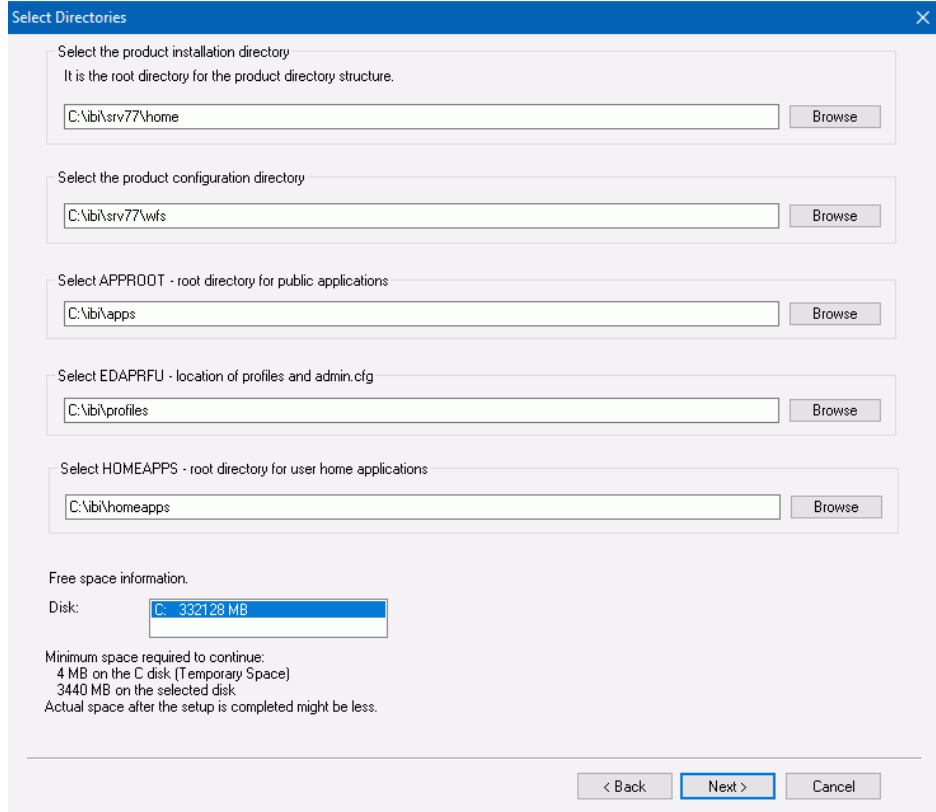 Select Directories
Select the product installation directory
It is the root directory for the product directory structure.
C:\ibi\srv77\home
Browse
Select the product configuration directory
C:\ibi\srv77\wfs
Browse
Select APPROOT - root directory for public applications
C:\ibi\apps
Browse
Select EDAPRFU - location of profiles and admin.cfg
C:\ibi\profiles
Browse
Select HOMEAPPS - root directory for user home applications
C:\ibi\homeapps
Browse
Free space information.
Disk:
C: 332128 MB
Minimum space required to continue:
4 MB on the C disk (Temporary Space)
3440 MB on the selected disk
Actual space after the setup is completed might be less.
< Back
Next >
Cancel